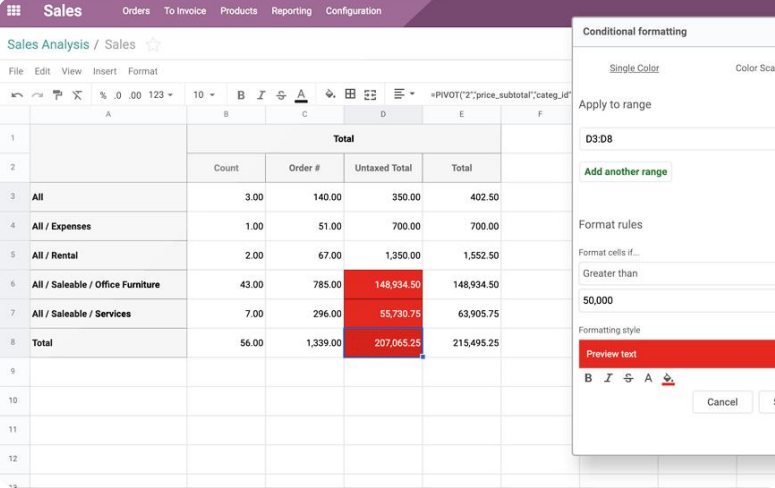 Sales Orders To Invoice Products Reporting Configuration
Sales Analysis / Sales
File Edit View Insert Format
% .0 .00 123 10 B I S A =PIVOT("2","price_subtotal","categ_id"
A B C D E F
1 Total
2 Count Order # Untaxed Total Total
3 All 3.00 140.00 350.00 402.50
4 All / Expenses 1.00 51.00 700.00 700.00
5 All / Rental 2.00 67.00 1,350.00 1,552.50
6 All / Saleable / Office Furniture 43.00 785.00 148,934.50 148,934.50
7 All / Saleable / Services 7.00 296.00 55,730.75 63,905.75
8 Total 56.00 1,339.00 207,065.25 215,495.25
9
10
11
12
Conditional formatting
Single Color Color Sca
Apply to range
D3:D8
Add another range
Format rules
Format cells if...
Greater than
50,000
Formatting style
Preview text
B I S A
Cancel